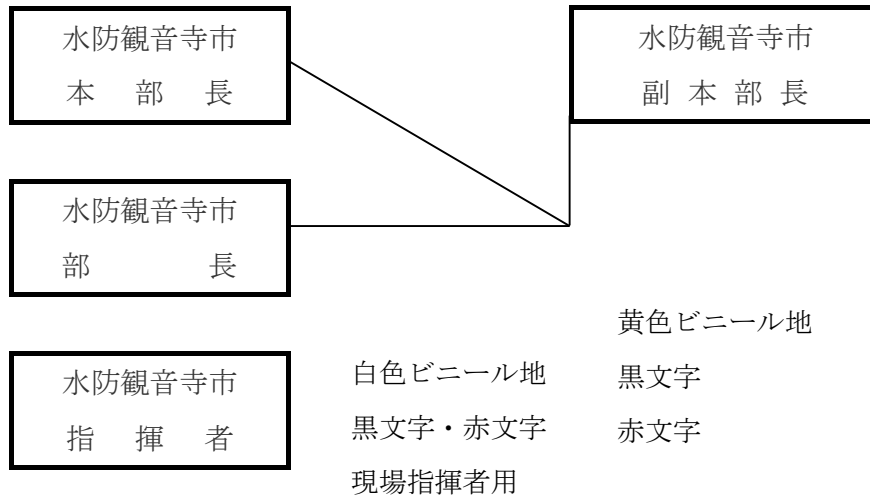 水防観音寺市
本 部 長
水防観音寺市
副 本 部 長
水防観音寺市
部 長
水防観音寺市
指 揮 者
白色ビニール地
黒文字・赤文字
現場指揮者用
黄色ビニール地
黒文字
赤文字